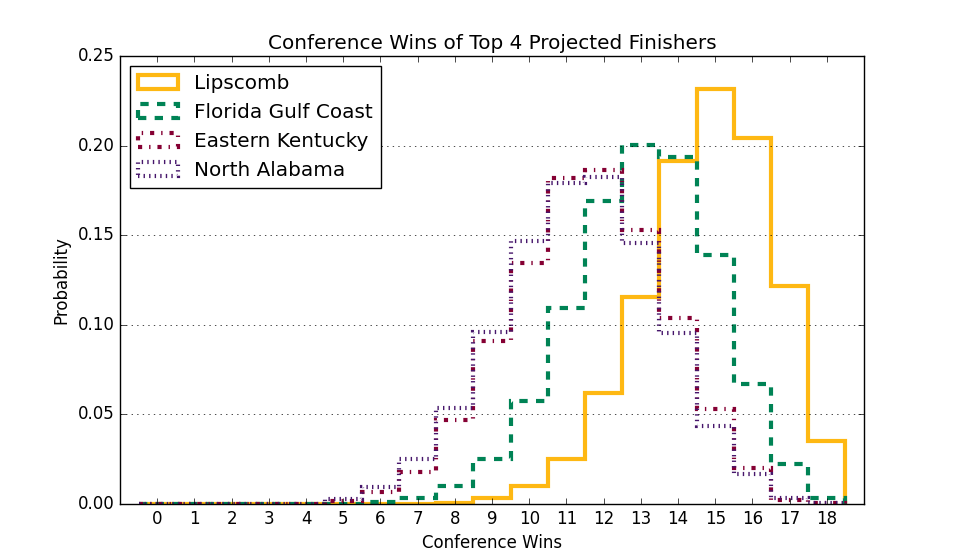 Conference Wins of Top 4 Projected Finishers
Lipscomb
Florida Gulf Coast
Eastern Kentucky
North Alabama
Probability
0.25
0.20
0.15
0.10
0.05
0.00
0 1 2 3 4 5 6 7 8 9 10 11 12 13 14 15 16 17 18
Conference Wins